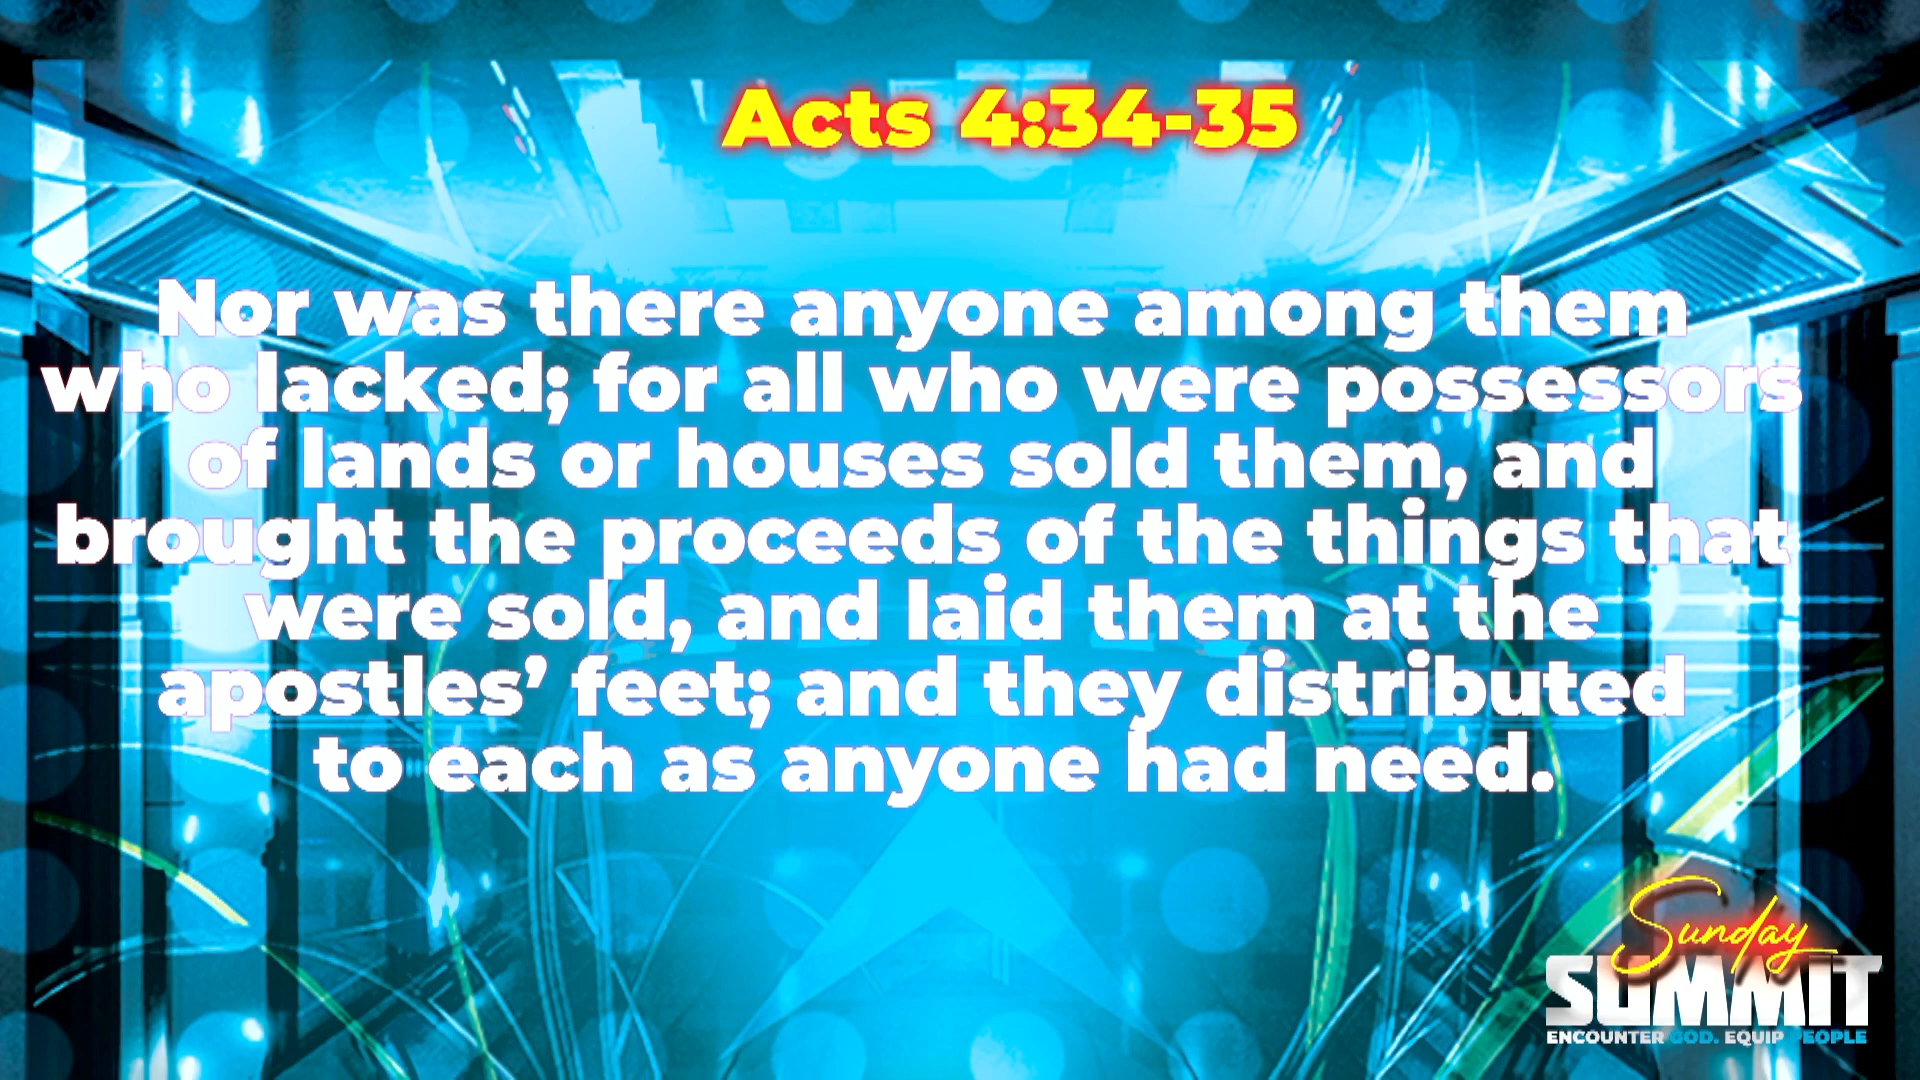 Acts 4:34-35
Nor was there anyone among them
who lacked; for all who were possessors
of lands or houses sold them, and
brought the proceeds of the things that
were sold, and laid them at the
apostles’ feet; and they distributed
to each as anyone had need.
Sunday
SUMMIT
ENCOUNTER GOD. EQUIP PEOPLE